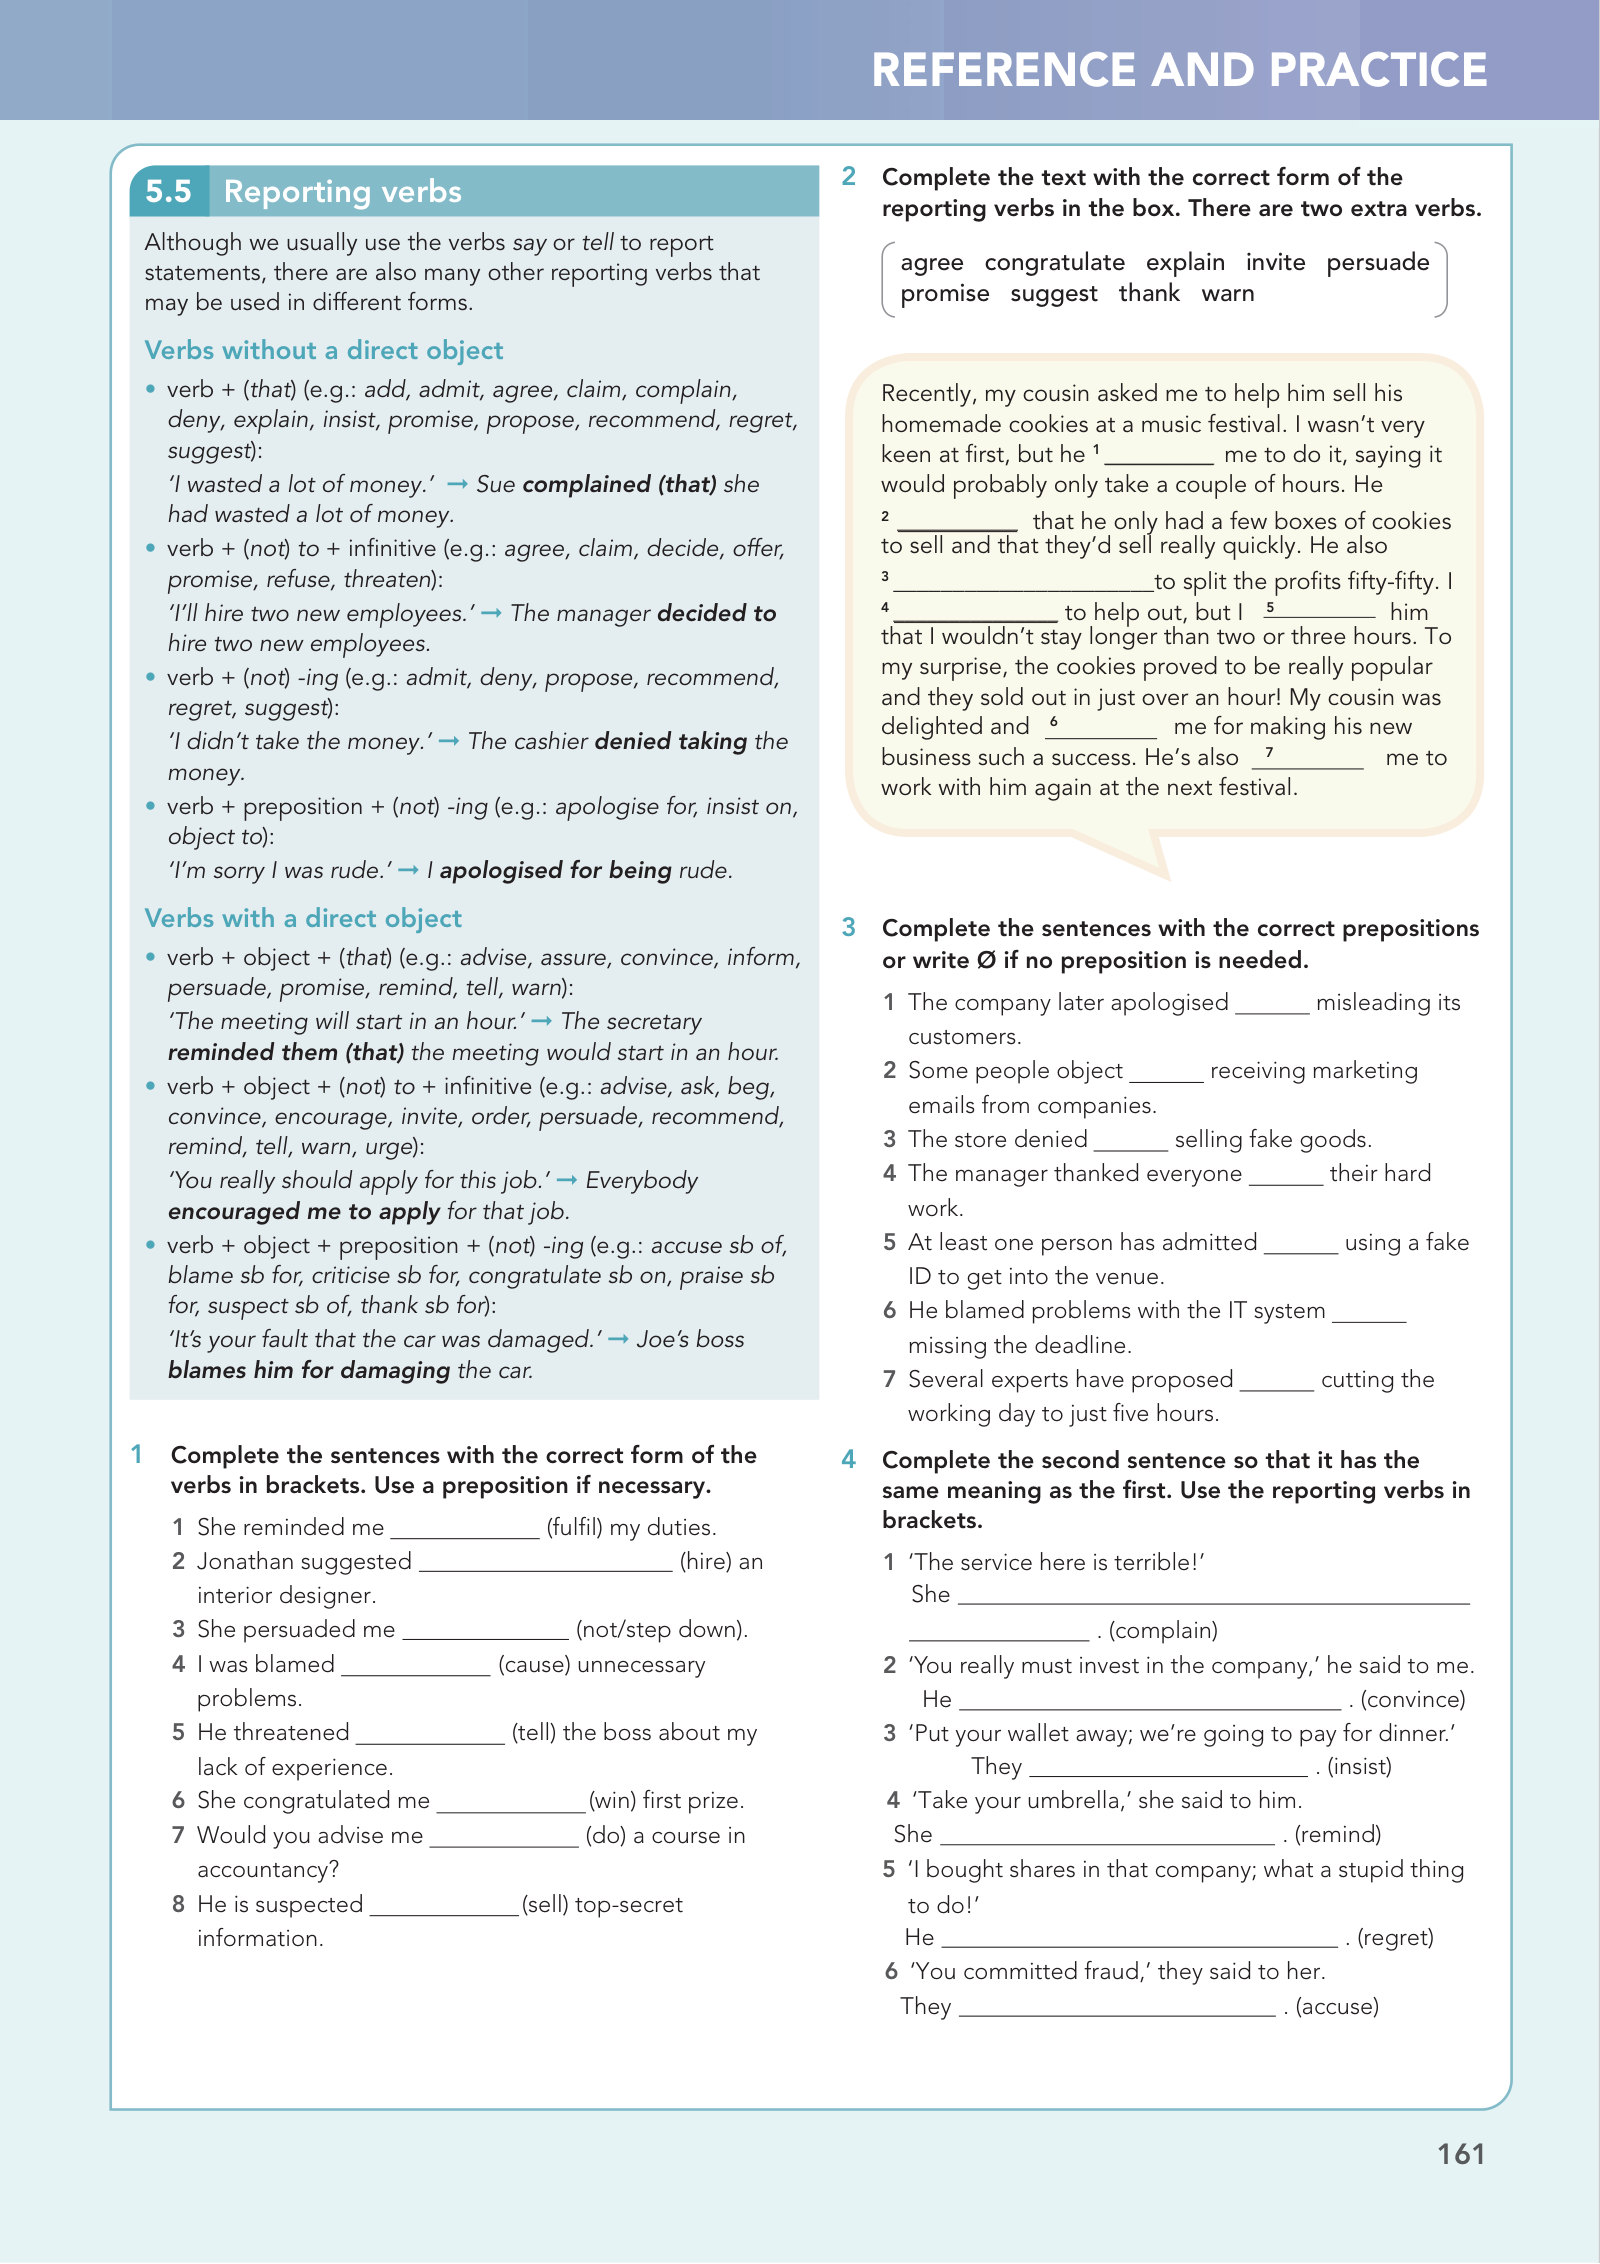 REFERENCE AND PRACTICE
5.5 Reporting verbs
Although we usually use the verbs say or tell to report
statements, there are also many other reporting verbs that
may be used in different forms.
Verbs without a direct object
• verb + (that) (e.g.: add, admit, agree, claim, complain,
deny, explain, insist, promise, propose, recommend, regret,
suggest):
‘I wasted a lot of money.’ → Sue complained (that) she
had wasted a lot of money.
• verb + (not) to + infinitive (e.g.: agree, claim, decide, offer,
promise, refuse, threaten):
‘I’ll hire two new employees.’ → The manager decided to
hire two new employees.
• verb + (not) -ing (e.g.: admit, deny, propose, recommend,
regret, suggest):
‘I didn’t take the money.’ → The cashier denied taking the
money.
• verb + preposition + (not) -ing (e.g.: apologise for, insist on,
object to):
‘I’m sorry I was rude.’ → I apologised for being rude.
Verbs with a direct object
• verb + object + (that) (e.g.: advise, assure, convince, inform,
persuade, promise, remind, tell, warn):
‘The meeting will start in an hour.’ → The secretary
reminded them (that) the meeting would start in an hour.
• verb + object + (not) to + infinitive (e.g.: advise, ask, beg,
convince, encourage, invite, order, persuade, recommend,
remind, tell, warn, urge):
‘You really should apply for this job.’ → Everybody
encouraged me to apply for that job.
• verb + object + preposition + (not) -ing (e.g.: accuse sb of,
blame sb for, criticise sb for, congratulate sb on, praise sb
for, suspect sb of, thank sb for):
‘It’s your fault that the car was damaged.’ → Joe’s boss
blames him for damaging the car.
1 Complete the sentences with the correct form of the
verbs in brackets. Use a preposition if necessary.
1 She reminded me ____________ (fulfil) my duties.
2 Jonathan suggested ____________________ (hire) an
interior designer.
3 She persuaded me _____________ (not/step down).
4 I was blamed ____________ (cause) unnecessary
problems.
5 He threatened ____________ (tell) the boss about my
lack of experience.
6 She congratulated me ____________ (win) first prize.
7 Would you advise me ____________ (do) a course in
accountancy?
8 He is suspected ____________ (sell) top-secret
information.
2 Complete the text with the correct form of the
reporting verbs in the box. There are two extra verbs.
agree congratulate explain invite persuade
promise suggest thank warn
Recently, my cousin asked me to help him sell his
homemade cookies at a music festival. I wasn’t very
keen at first, but he 1 _________ me to do it, saying it
would probably only take a couple of hours. He
2 __________ that he only had a few boxes of cookies
to sell and that they’d sell really quickly. He also
3 _____________________to split the profits fifty-fifty. I
4 _____________ to help out, but I 5 _________ him
that I wouldn’t stay longer than two or three hours. To
my surprise, the cookies proved to be really popular
and they sold out in just over an hour! My cousin was
delighted and 6 _________ me for making his new
business such a success. He’s also 7 _________ me to
work with him again at the next festival.
3 Complete the sentences with the correct prepositions
or write Ø if no preposition is needed.
1 The company later apologised ______ misleading its
customers.
2 Some people object ______ receiving marketing
emails from companies.
3 The store denied ______ selling fake goods.
4 The manager thanked everyone ______ their hard
work.
5 At least one person has admitted ______ using a fake
ID to get into the venue.
6 He blamed problems with the IT system ______
missing the deadline.
7 Several experts have proposed ______ cutting the
working day to just five hours.
4 Complete the second sentence so that it has the
same meaning as the first. Use the reporting verbs in
brackets.
1 ‘The service here is terrible!’
She _________________________________________
______________ . (complain)
2 ‘You really must invest in the company,’ he said to me.
He ______________________________ . (convince)
3 ‘Put your wallet away; we’re going to pay for dinner.’
They ______________________ . (insist)
4 ‘Take your umbrella,’ she said to him.
She __________________________ . (remind)
5 ‘I bought shares in that company; what a stupid thing
to do!’
He _______________________________ . (regret)
6 ‘You committed fraud,’ they said to her.
They _________________________ . (accuse)
161